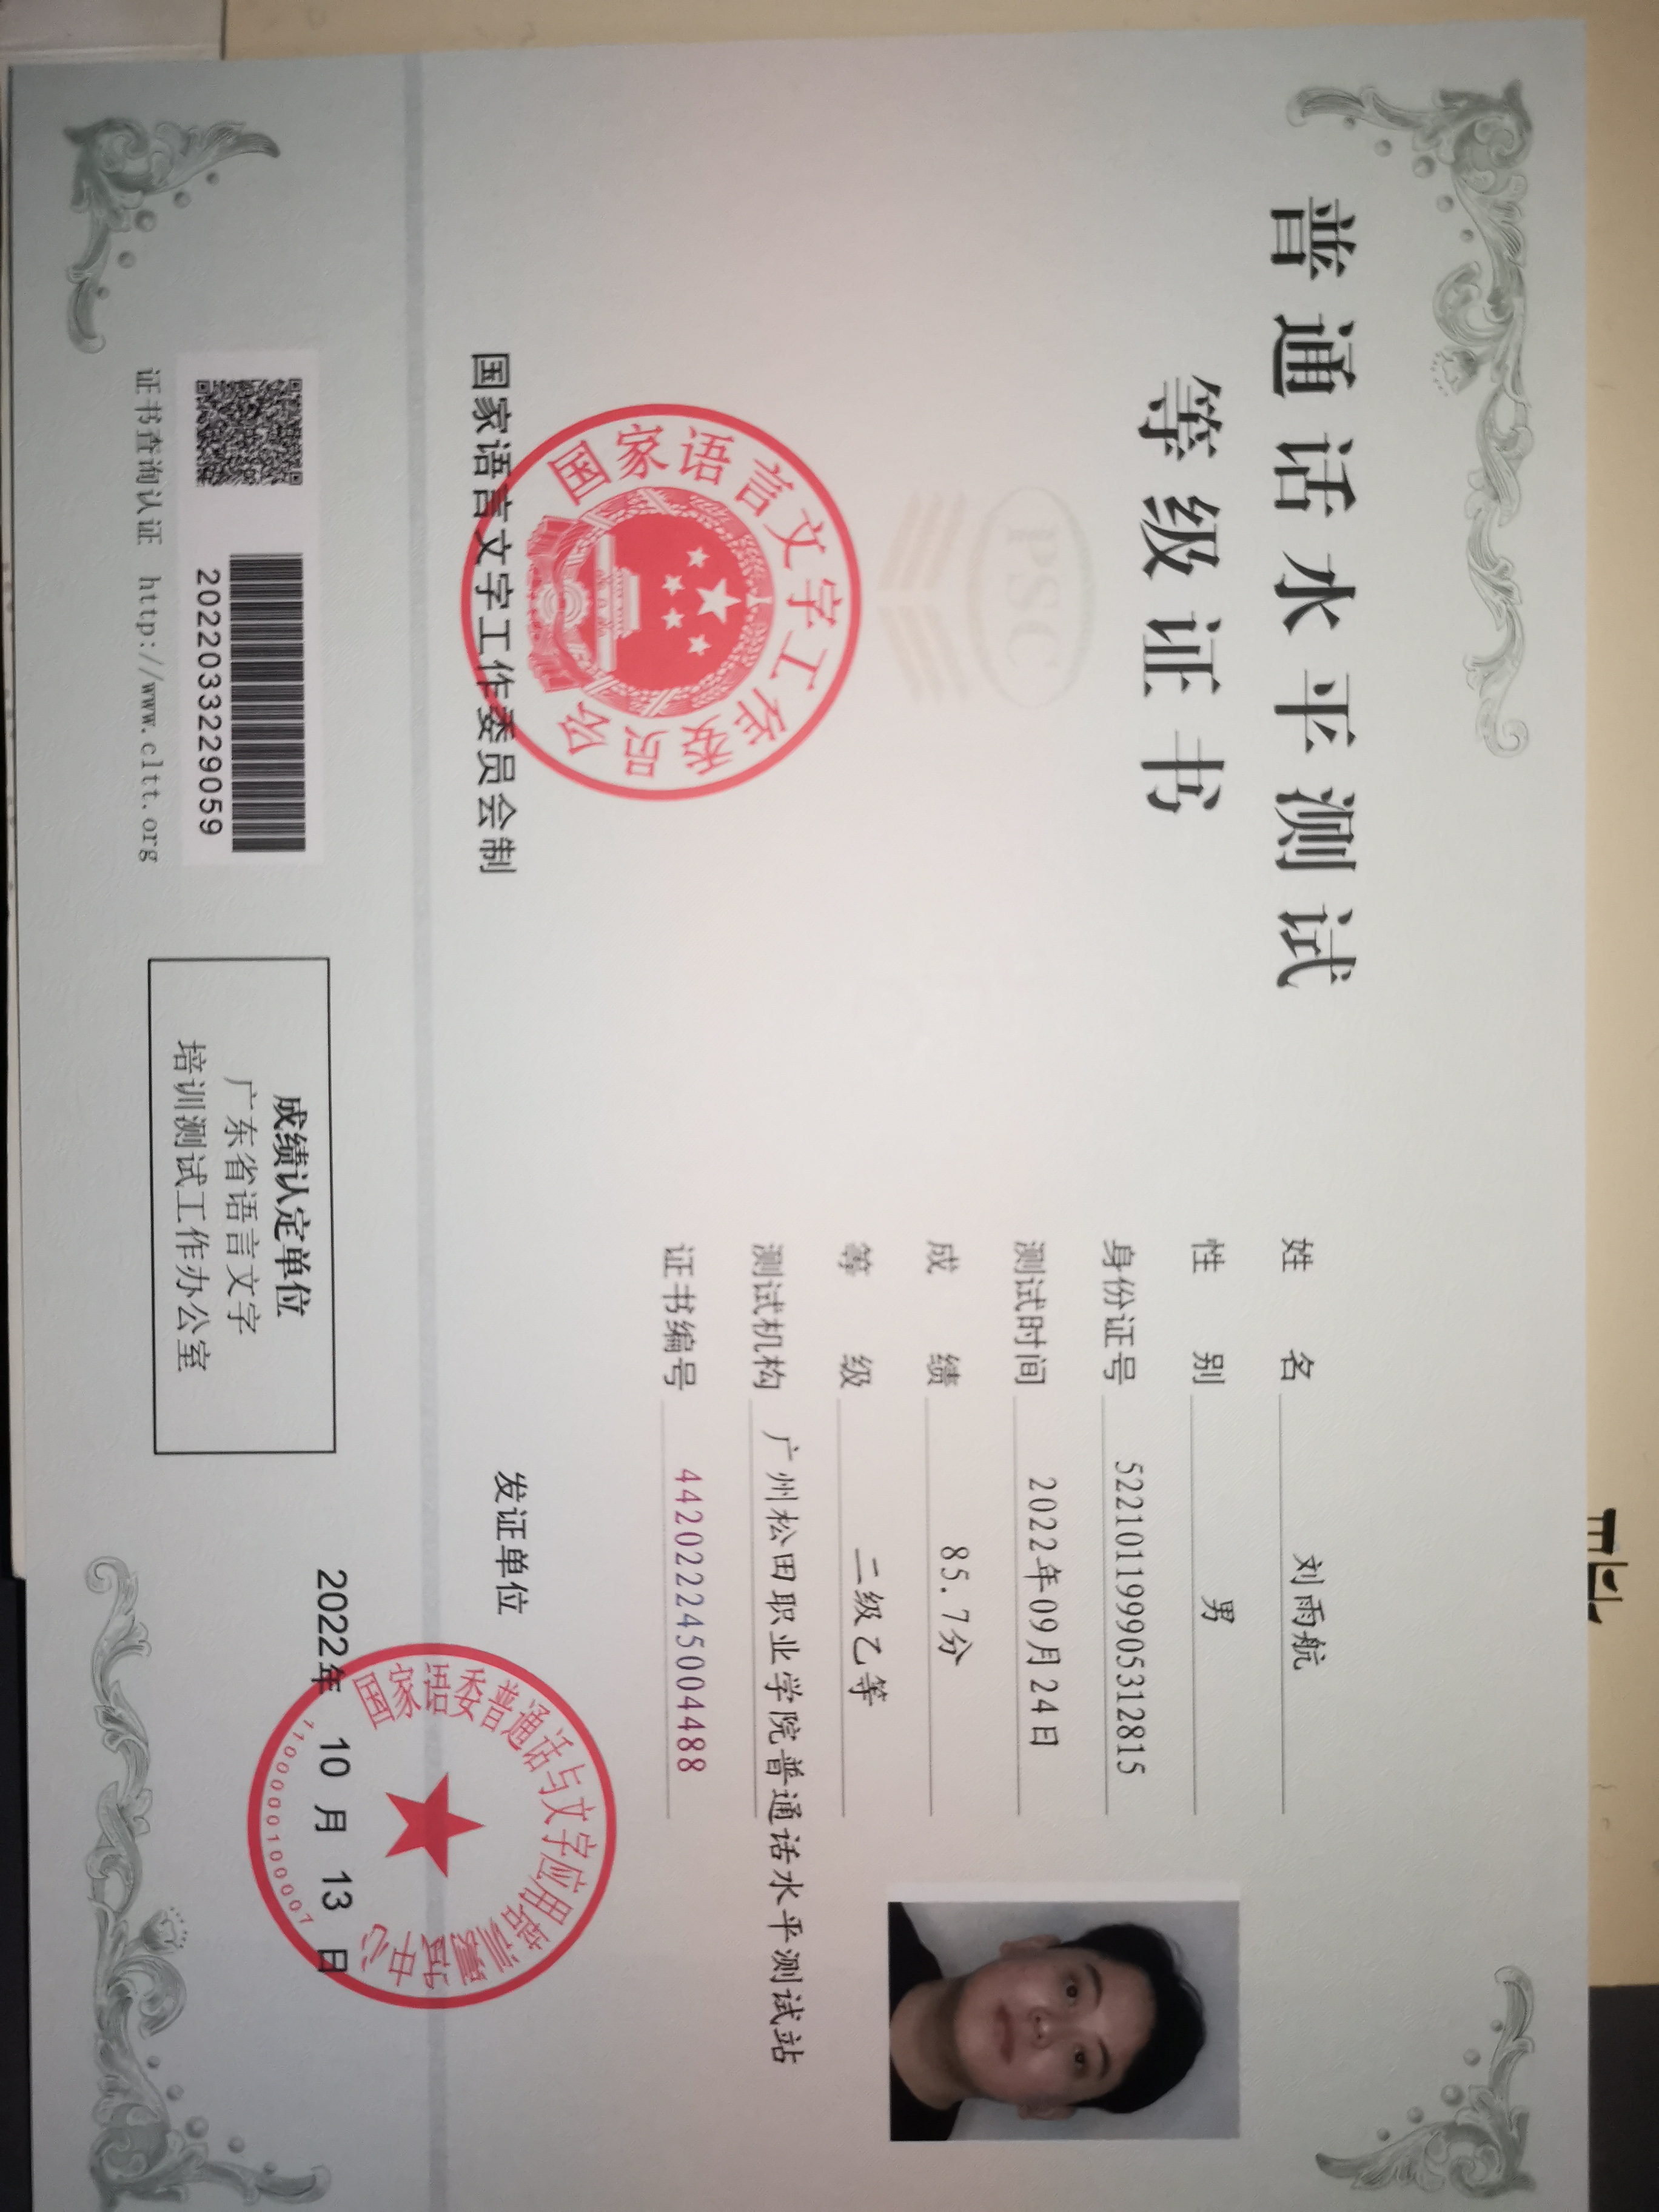 普通话水平测试
等级证书
PSC
国家语言文字工作委员会
国家语言文字工作委员会制
姓 名 刘雨航
性 别 男
身份证号 522101199905312815
测试时间 2022年09月24日
成 绩 85.7分
等 级 二级乙等
测试机构 广州松田职业学院普通话水平测试站
证书编号 4420222450044​88
发证单位
国家语委普通话与文字应用培训测试中心
1100000100007
2022年 10 月 13 日
2022033229059
证书查询认证 http://www.cltt.org
成绩认定单位
广东省语言文字
培训测试工作办公室